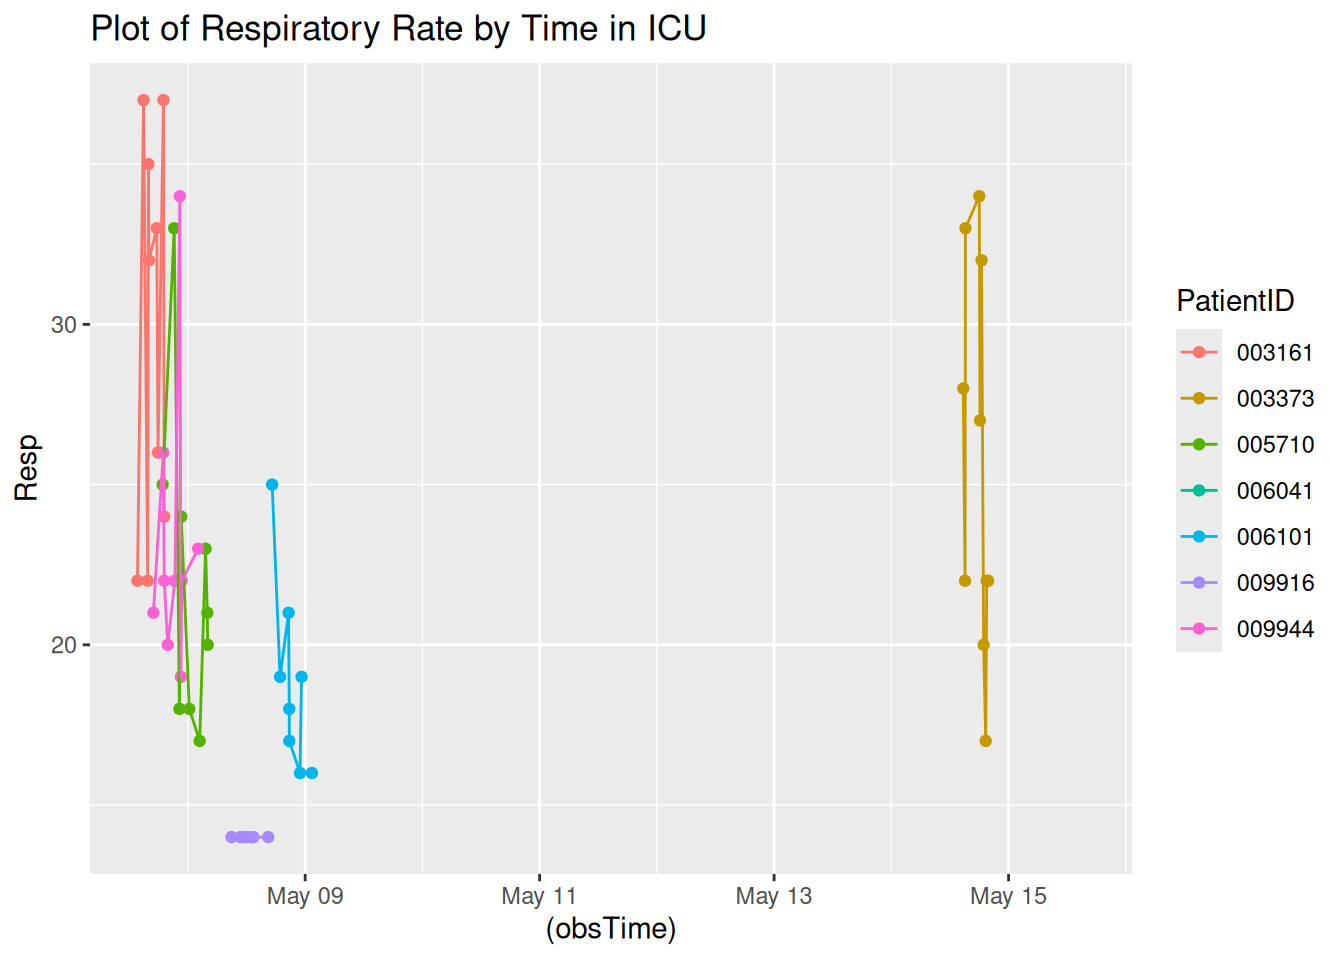 Plot of Respiratory Rate by Time in ICU
Resp
30
20
May 09
May 11
May 13
May 15
(obsTime)
PatientID
003161
003373
005710
006041
006101
009916
009944